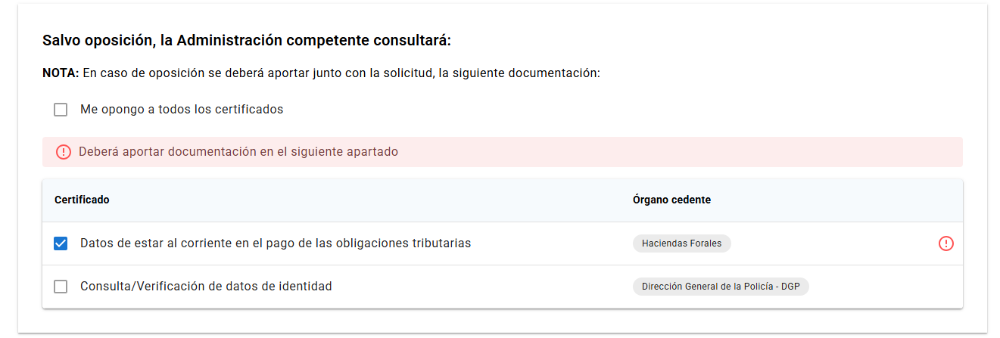 Salvo oposición, la Administración competente consultará:
NOTA: En caso de oposición se deberá aportar junto con la solicitud, la siguiente documentación:
Me opongo a todos los certificados
Deberá aportar documentación en el siguiente apartado
Certificado Órgano cedente
Datos de estar al corriente en el pago de las obligaciones tributarias Haciendas Forales
Consulta/Verificación de datos de identidad Dirección General de la Policía - DGP